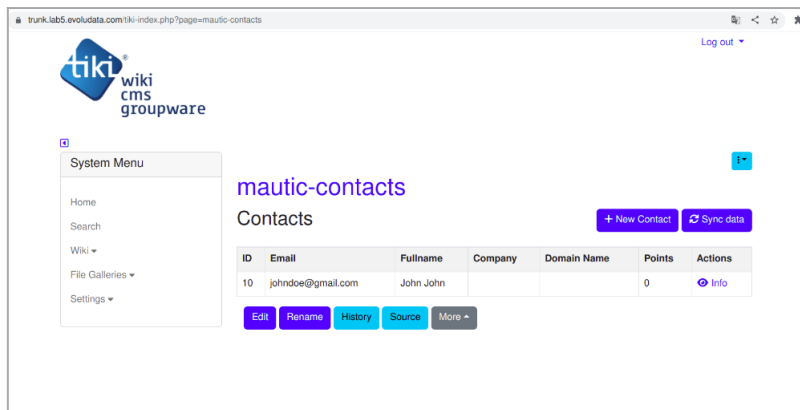 trunk.lab5.evoludata.com/tiki-index.php?page=mautic-contacts
Log out
tiki
wiki
cms
groupware
System Menu
Home
Search
Wiki
File Galleries
Settings
mautic-contacts
Contacts
+ New Contact
Sync data
ID Email Fullname Company Domain Name Points Actions
10 johndoe@gmail.com John John 0 Info
Edit Rename History Source More